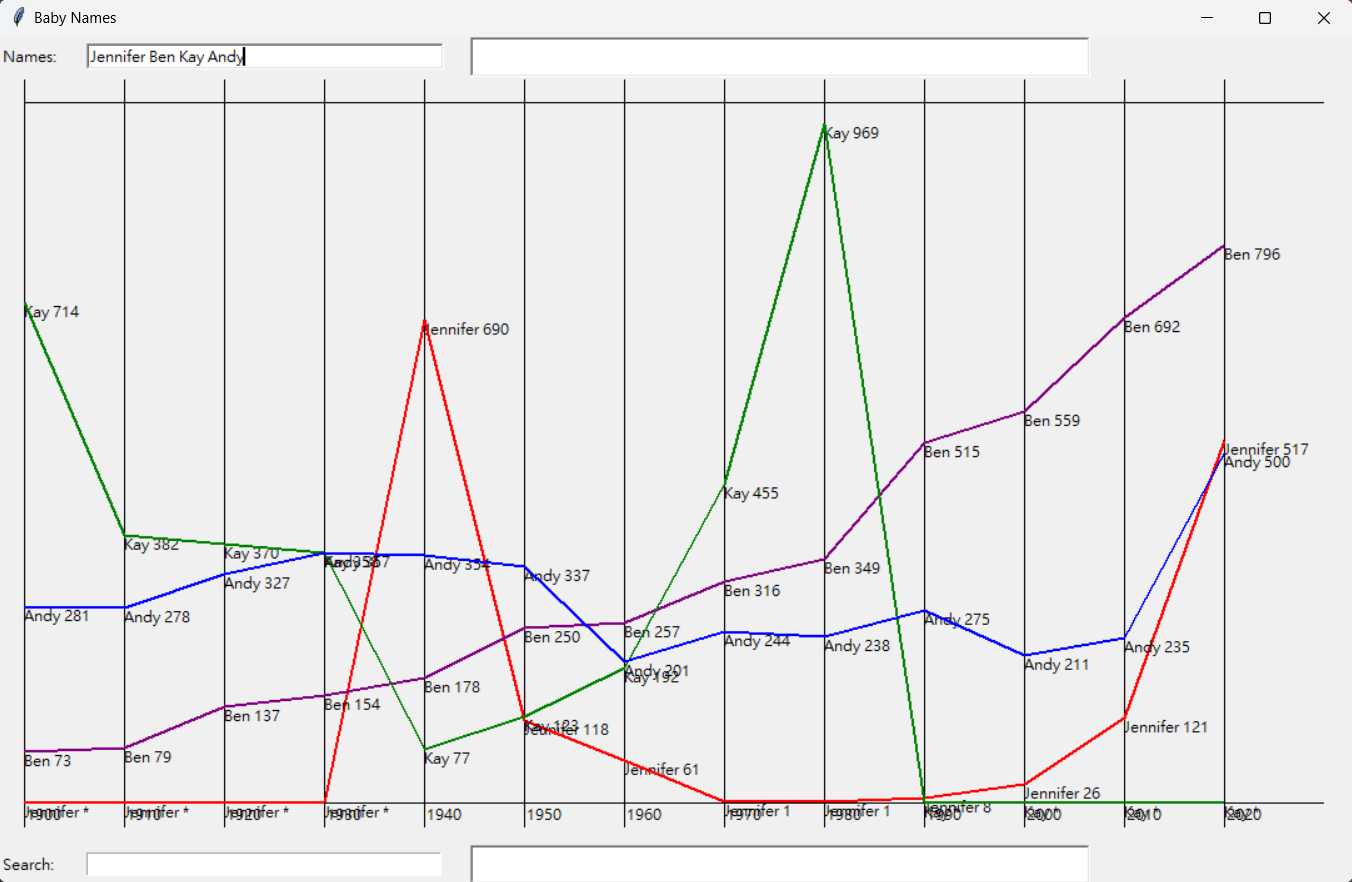 Baby Names
Names: Jennifer Ben Kay Andy
Kay 969
Ben 796
Kay 714
Jennifer 690
Ben 692
Ben 559
Jennifer 517
Ben 515
Andy 500
Kay 455
Kay 382
Kay 370
Andy 354
Ben 349
Andy 337
Andy 327
Ben 316
Andy 281
Andy 278
Andy 275
Ben 257
Ben 250
Andy 244
Andy 238
Andy 235
Andy 211
Andy 201
Kay 192
Ben 178
Ben 154
Ben 137
Kay 123
Jennifer 118
Jennifer 121
Ben 73
Ben 79
Kay 77
Jennifer 61
Jennifer 26
Jennifer *
Jennifer *
Jennifer *
Jennifer *
Jennifer 1
Jennifer 1
Jennifer 8
1900 1910 1920 1930 1940 1950 1960 1970 1980 1990 2000 2010 2020
Search: